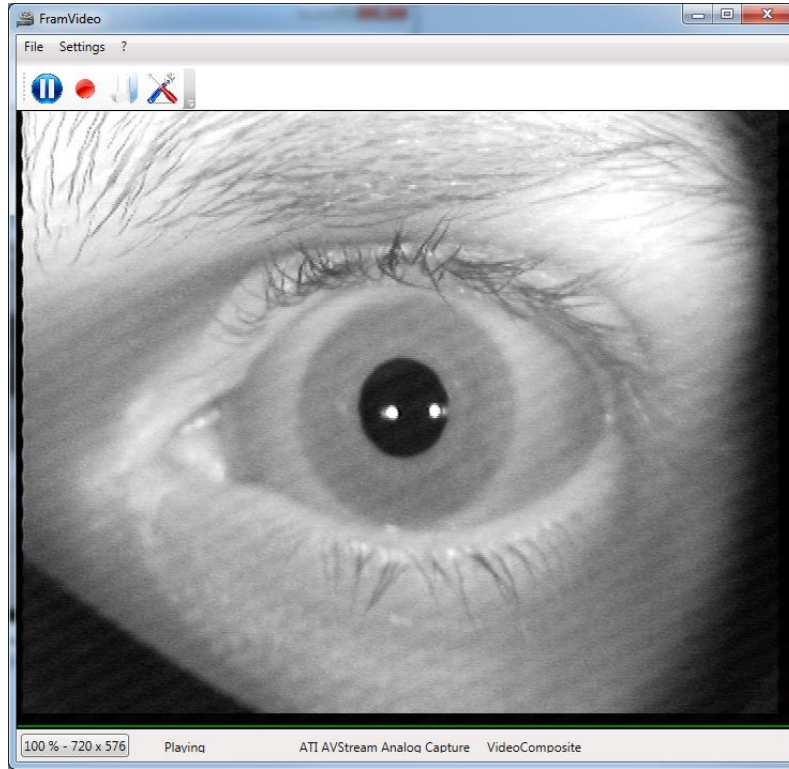 FramVideo
File Settings ?
100 % - 720 x 576 Playing ATI AVStream Analog Capture VideoComposite